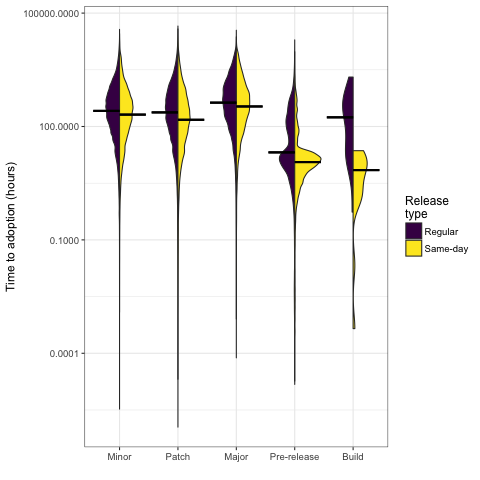 100000.0000
100.0000
0.1000
0.0001
Time to adoption (hours)
Minor Patch Major Pre-release Build
Release
type
Regular
Same-day